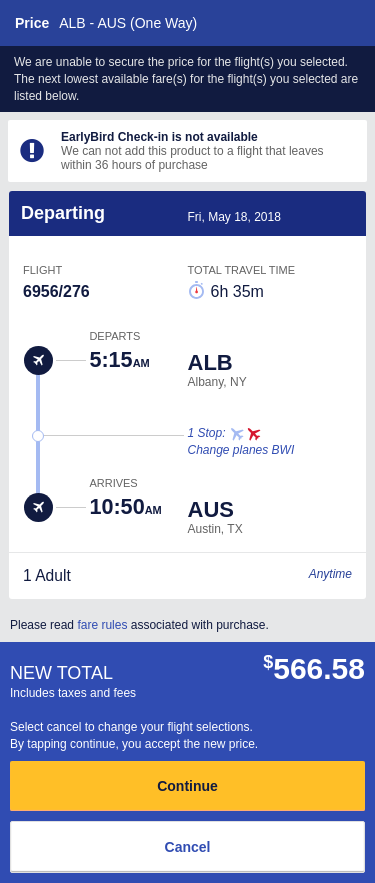 Price ALB - AUS (One Way)
We are unable to secure the price for the flight(s) you selected.
The next lowest available fare(s) for the flight(s) you selected are
listed below.
EarlyBird Check-in is not available
We can not add this product to a flight that leaves
within 36 hours of purchase
Departing Fri, May 18, 2018
FLIGHT TOTAL TRAVEL TIME
6956/276 6h 35m
DEPARTS
5:15AM ALB
Albany, NY
1 Stop:
Change planes BWI
ARRIVES
10:50AM AUS
Austin, TX
1 Adult Anytime
Please read fare rules associated with purchase.
NEW TOTAL $566.58
Includes taxes and fees
Select cancel to change your flight selections.
By tapping continue, you accept the new price.
Continue
Cancel